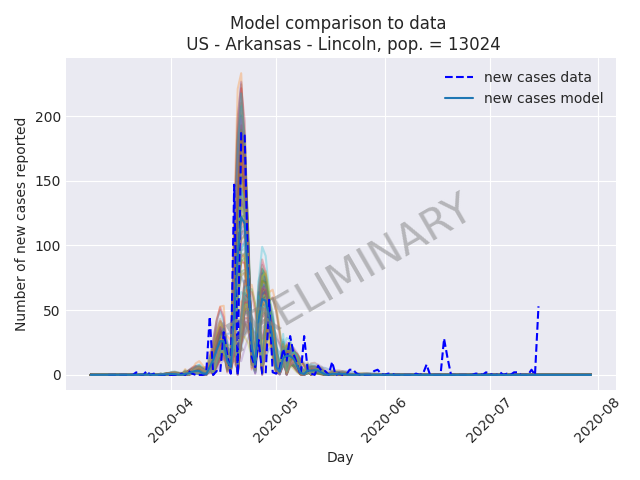 Model comparison to data
US - Arkansas - Lincoln, pop. = 13024
new cases data
new cases model
200
150
100
50
0
Number of new cases reported
PRELIMINARY
2020-04
2020-05
2020-06
2020-07
2020-08
Day